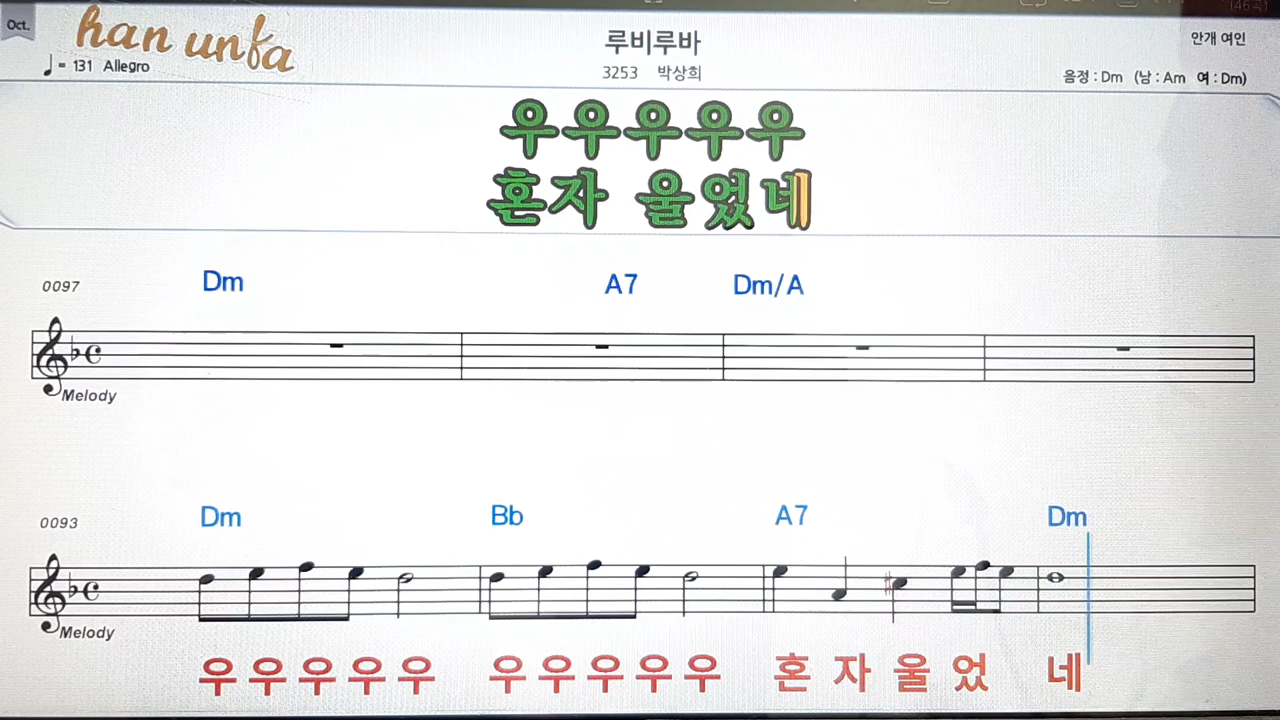 Oct.
han unfa
안개 여인
루비루바
♩= 131 Allegro
3253 박상희
음정 : Dm (남 : Am 여 : Dm)
우우우우우
혼자 울었네
0097
Dm A7 Dm/A
Melody
0093
Dm Bb A7 Dm
Melody
우우우우우 우우우우우 혼자울었 네